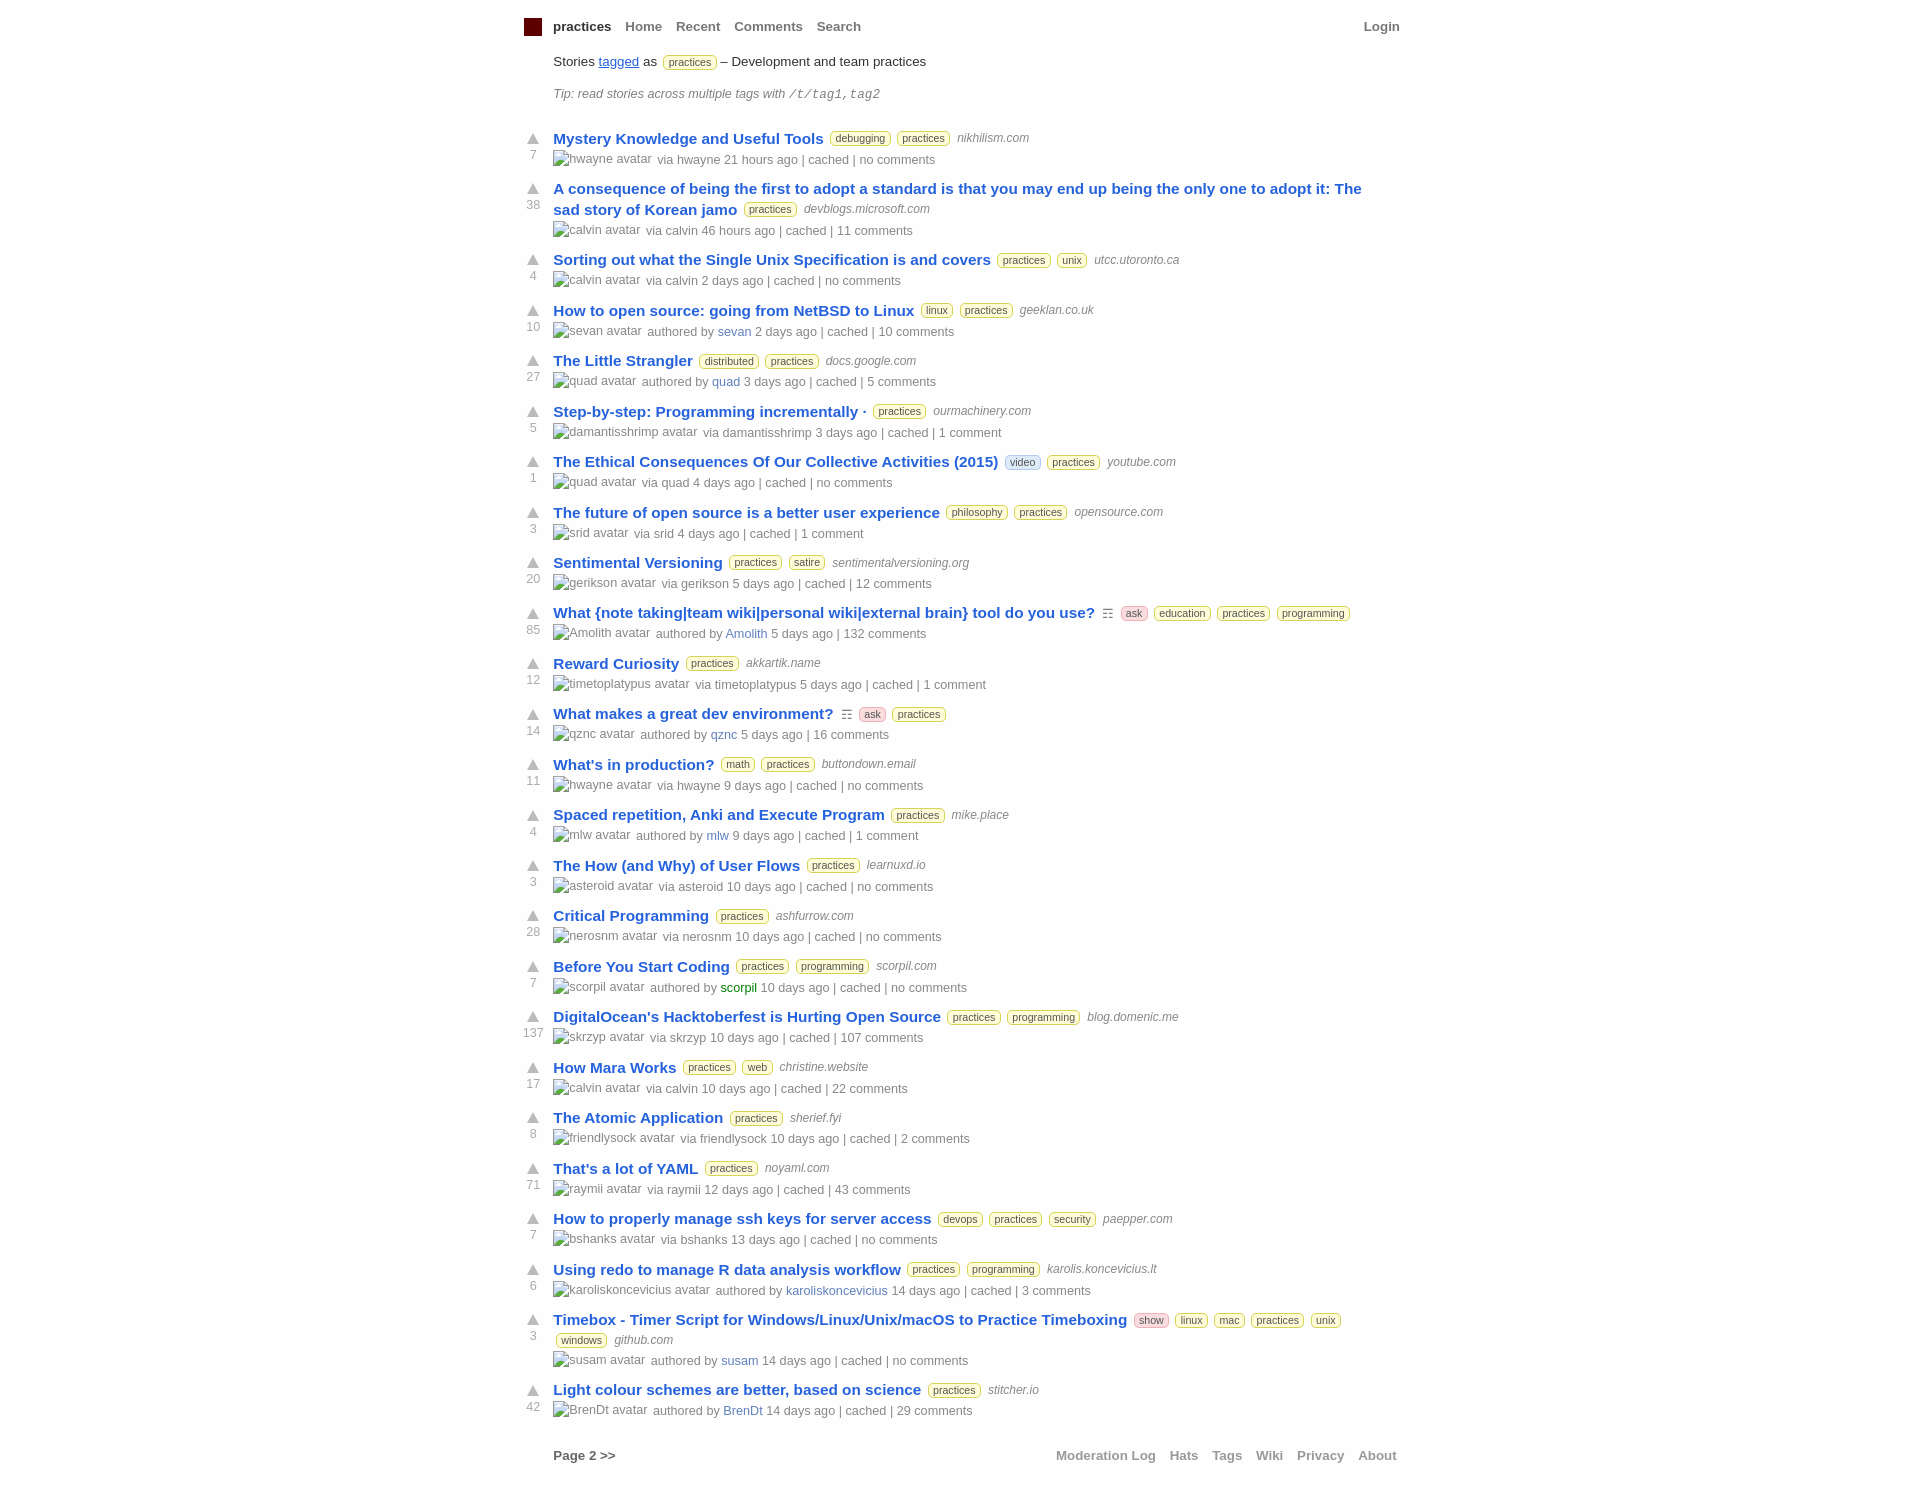 practices Home Recent Comments Search Login
Stories tagged as practices – Development and team practices
Tip: read stories across multiple tags with /t/tag1,tag2
Mystery Knowledge and Useful Tools debugging practices nikhilism.com
7 hwayne avatar via hwayne 21 hours ago | cached | no comments
A consequence of being the first to adopt a standard is that you may end up being the only one to adopt it: The
38 sad story of Korean jamo practices devblogs.microsoft.com
calvin avatar via calvin 46 hours ago | cached | 11 comments
Sorting out what the Single Unix Specification is and covers practices unix utcc.utoronto.ca
4 calvin avatar via calvin 2 days ago | cached | no comments
How to open source: going from NetBSD to Linux linux practices geeklan.co.uk
10 sevan avatar authored by sevan 2 days ago | cached | 10 comments
The Little Strangler distributed practices docs.google.com
27 quad avatar authored by quad 3 days ago | cached | 5 comments
Step-by-step: Programming incrementally · practices ourmachinery.com
5 damantisshrimp avatar via damantisshrimp 3 days ago | cached | 1 comment
The Ethical Consequences Of Our Collective Activities (2015) video practices youtube.com
1 quad avatar via quad 4 days ago | cached | no comments
The future of open source is a better user experience philosophy practices opensource.com
3 srid avatar via srid 4 days ago | cached | 1 comment
Sentimental Versioning practices satire sentimentalversioning.org
20 gerikson avatar via gerikson 5 days ago | cached | 12 comments
What {note taking|team wiki|personal wiki|external brain} tool do you use? ☶ ask education practices programming
85 Amolith avatar authored by Amolith 5 days ago | 132 comments
Reward Curiosity practices akkartik.name
12 timetoplatypus avatar via timetoplatypus 5 days ago | cached | 1 comment
What makes a great dev environment? ☶ ask practices
14 qznc avatar authored by qznc 5 days ago | 16 comments
What's in production? math practices buttondown.email
11 hwayne avatar via hwayne 9 days ago | cached | no comments
Spaced repetition, Anki and Execute Program practices mike.place
4 mlw avatar authored by mlw 9 days ago | cached | 1 comment
The How (and Why) of User Flows practices learnuxd.io
3 asteroid avatar via asteroid 10 days ago | cached | no comments
Critical Programming practices ashfurrow.com
28 nerosnm avatar via nerosnm 10 days ago | cached | no comments
Before You Start Coding practices programming scorpil.com
7 scorpil avatar authored by scorpil 10 days ago | cached | no comments
DigitalOcean's Hacktoberfest is Hurting Open Source practices programming blog.domenic.me
137 skrzyp avatar via skrzyp 10 days ago | cached | 107 comments
How Mara Works practices web christine.website
17 calvin avatar via calvin 10 days ago | cached | 22 comments
The Atomic Application practices sherief.fyi
8 friendlysock avatar via friendlysock 10 days ago | cached | 2 comments
That's a lot of YAML practices noyaml.com
71 raymii avatar via raymii 12 days ago | cached | 43 comments
How to properly manage ssh keys for server access devops practices security paepper.com
7 bshanks avatar via bshanks 13 days ago | cached | no comments
Using redo to manage R data analysis workflow practices programming karolis.koncevicius.lt
6 karoliskoncevicius avatar authored by karoliskoncevicius 14 days ago | cached | 3 comments
Timebox - Timer Script for Windows/Linux/Unix/macOS to Practice Timeboxing show linux mac practices unix
3 windows github.com
susam avatar authored by susam 14 days ago | cached | no comments
Light colour schemes are better, based on science practices stitcher.io
42 BrenDt avatar authored by BrenDt 14 days ago | cached | 29 comments
Page 2 >> Moderation Log Hats Tags Wiki Privacy About